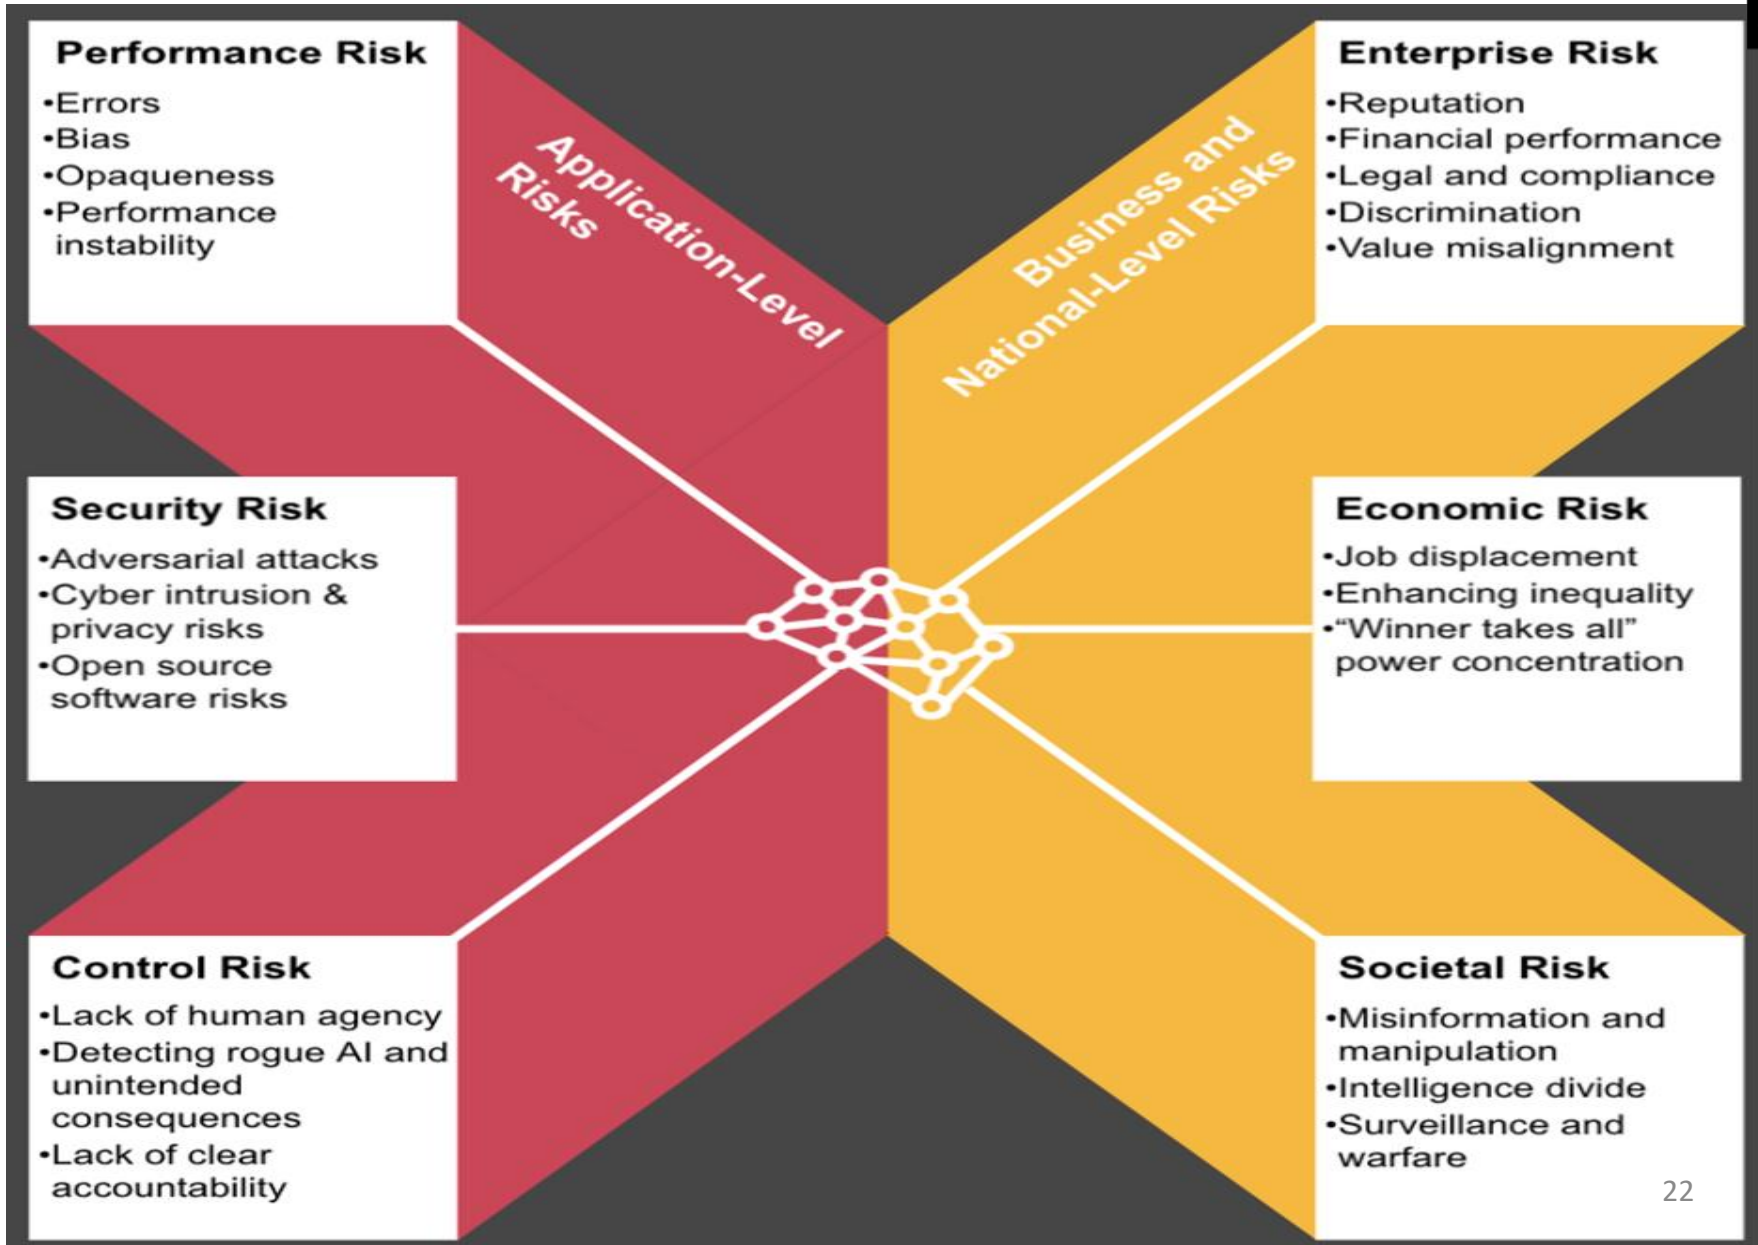 Performance Risk
•Errors
•Bias
•Opaqueness
•Performance
instability
Application-Level
Risks
Business and
National-Level Risks
Enterprise Risk
•Reputation
•Financial performance
•Legal and compliance
•Discrimination
•Value misalignment
Security Risk
•Adversarial attacks
•Cyber intrusion &
privacy risks
•Open source
software risks
Economic Risk
•Job displacement
•Enhancing inequality
•“Winner takes all”
power concentration
Control Risk
•Lack of human agency
•Detecting rogue AI and
unintended
consequences
•Lack of clear
accountability
Societal Risk
•Misinformation and
manipulation
•Intelligence divide
•Surveillance and
warfare
22